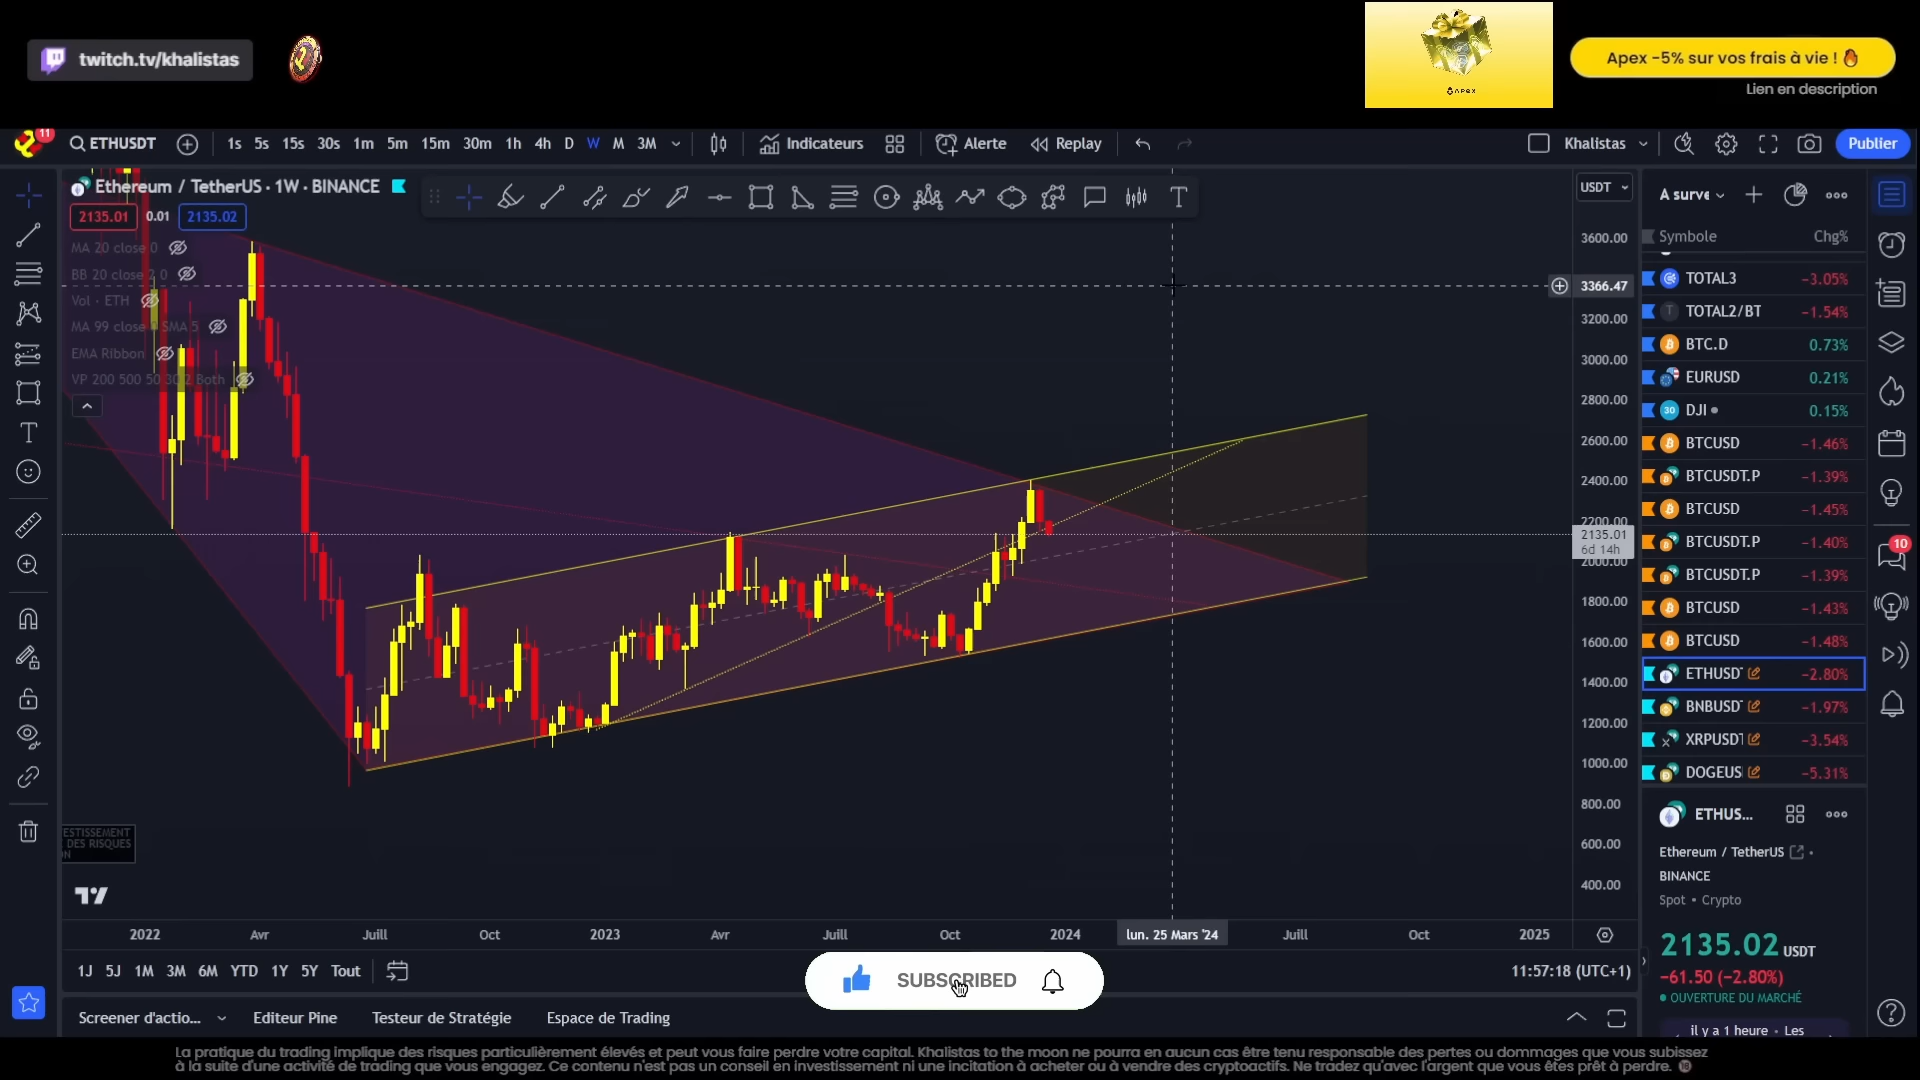 twitch.tv/khalistas
APEX
Apex -5% sur vos frais à vie !
Lien en description
11
ETHUSDT
1s 5s 15s 30s 1m 5m 15m 30m 1h 4h D W M 3M
Indicateurs
Alerte
Replay
Khalistas
Publier
Ethereum / TetherUS · 1W · BINANCE
2135.01 0.01 2135.02
MA 20 close 0
BB 20 close 2 0
Vol · ETH
MA 99 close 0 SMA 5
EMA Ribbon
VP 200 500 50 30 2 Both
USDT
3600.00
3366.47
3200.00
3000.00
2800.00
2600.00
2400.00
2200.00
2135.01
6d 14h
2000.00
1800.00
1600.00
1400.00
1200.00
1000.00
800.00
600.00
400.00
A surve
Symbole Chg%
TOTAL3 −3.05%
TOTAL2/BT −1.54%
BTC.D 0.73%
EURUSD 0.21%
30 DJI 0.15%
BTCUSD −1.46%
BTCUSDT.P −1.39%
BTCUSD −1.45%
BTCUSDT.P −1.40%
BTCUSDT.P −1.39%
BTCUSD −1.43%
BTCUSD −1.48%
ETHUSD −2.80%
BNBUSD −1.97%
XRPUSD −3.54%
DOGEUS −5.31%
10
ETHUS...
Ethereum / TetherUS
BINANCE
Spot • Crypto
2135.02 USDT
−61.50 (−2.80%)
OUVERTURE DU MARCHÉ
il y a 1 heure • Les
ESTISSEMENT
DES RISQUES
ON
2022 Avr Juill Oct 2023 Avr Juill Oct 2024 lun. 25 Mars '24 Juill Oct 2025
1J 5J 1M 3M 6M YTD 1Y 5Y Tout
11:57:18 (UTC+1)
SUBSCRIBED
Screener d'actio... Editeur Pine Testeur de Stratégie Espace de Trading
La pratique du trading implique des risques particulièrement élevés et peut vous faire perdre votre capital. Khalistas to the moon ne pourra en aucun cas être tenu responsable des pertes ou dommages que vous subissez
à la suite d'une activité de trading que vous engagez. Ce contenu n'est pas un conseil en investissement ni une incitation à acheter ou à vendre des cryptoactifs. Ne tradez qu'avec l'argent que vous êtes prêt à perdre.